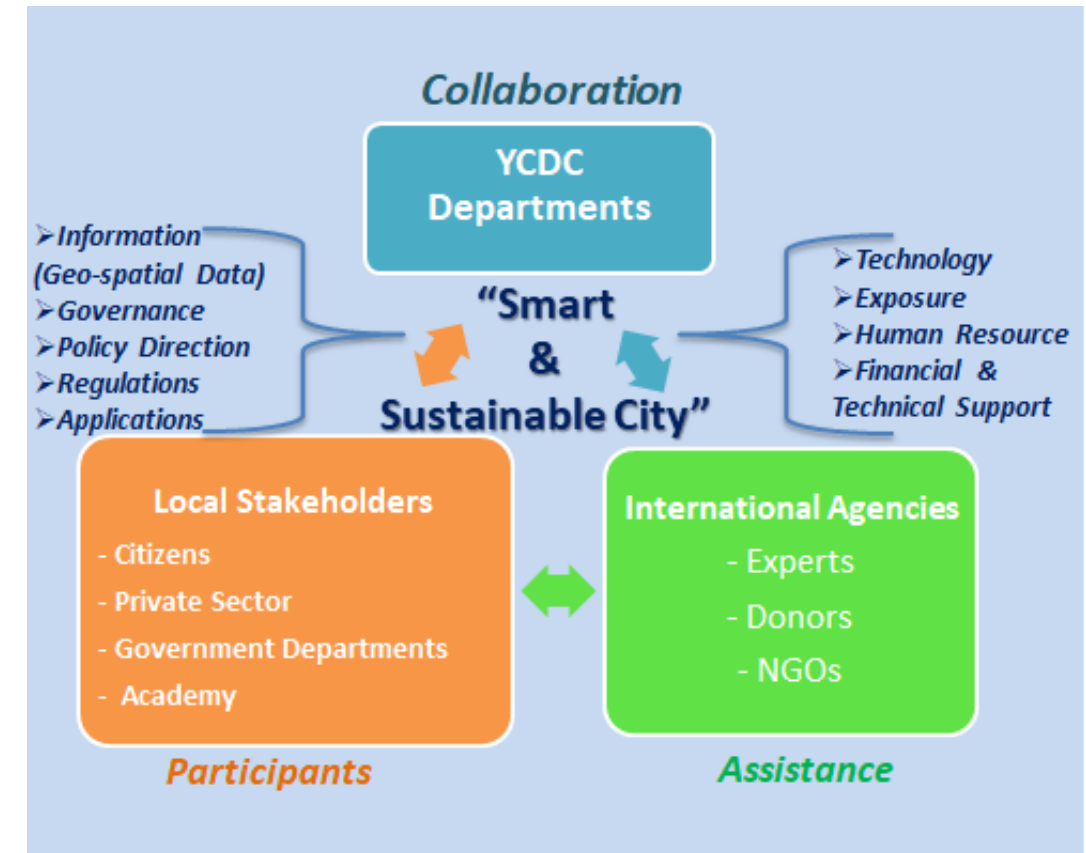 Collaboration
YCDC
Departments
➢Information
(Geo-spatial Data)
➢Governance
➢Policy Direction
➢Regulations
➢Applications
“Smart
&
Sustainable City”
➢Technology
➢Exposure
➢Human Resource
➢Financial &
Technical Support
Local Stakeholders
- Citizens
- Private Sector
- Government Departments
- Academy
International Agencies
- Experts
- Donors
- NGOs
Participants
Assistance